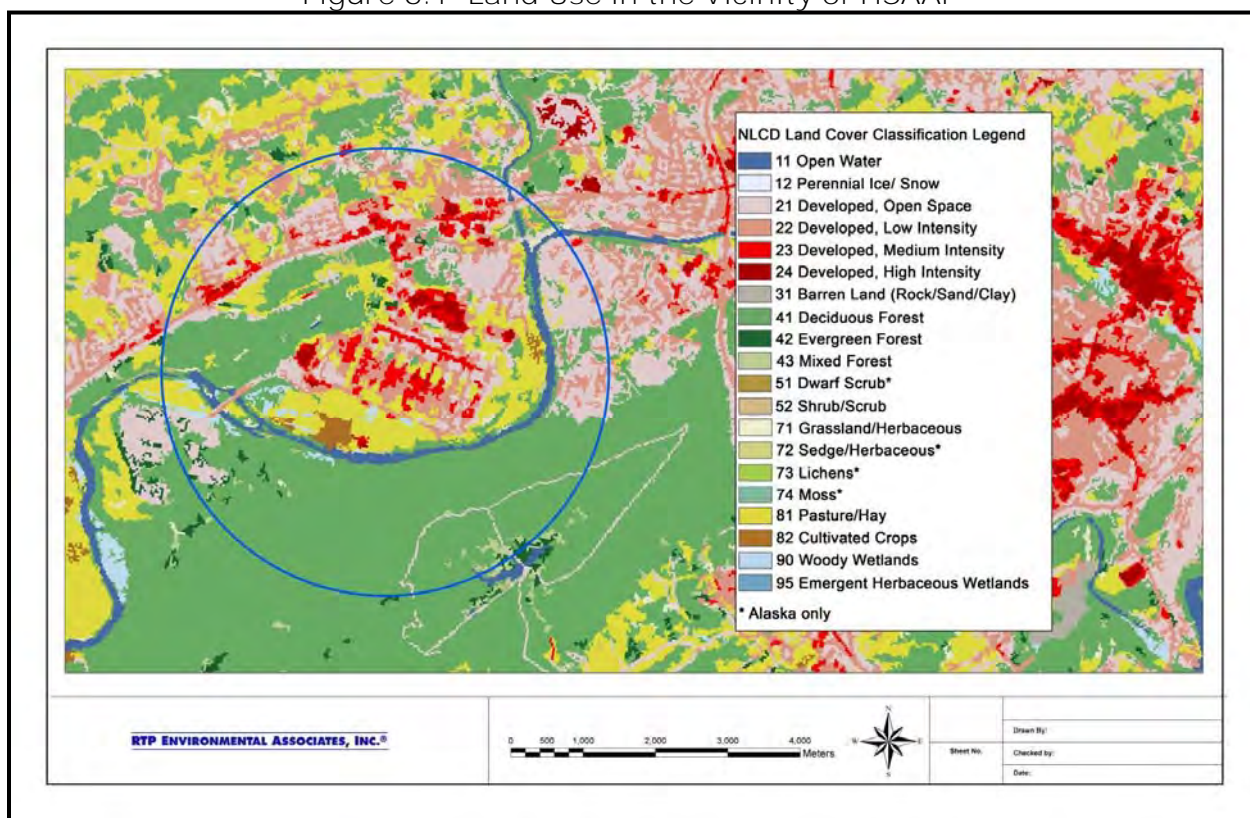 Figure Land Use in the Vicinity of HSAAP
NLCD Land Cover Classification Legend
11 Open Water
12 Perennial Ice/ Snow
21 Developed, Open Space
22 Developed, Low Intensity
23 Developed, Medium Intensity
24 Developed, High Intensity
31 Barren Land (Rock/Sand/Clay)
41 Deciduous Forest
42 Evergreen Forest
43 Mixed Forest
51 Dwarf Scrub*
52 Shrub/Scrub
71 Grassland/Herbaceous
72 Sedge/Herbaceous*
73 Lichens*
74 Moss*
81 Pasture/Hay
82 Cultivated Crops
90 Woody Wetlands
95 Emergent Herbaceous Wetlands
* Alaska only
RTP ENVIRONMENTAL ASSOCIATES, INC.®
0 500 1,000 2,000 3,000 4,000
Meters
N
W E
S
Sheet No.
Drawn By:
Checked by:
Date: